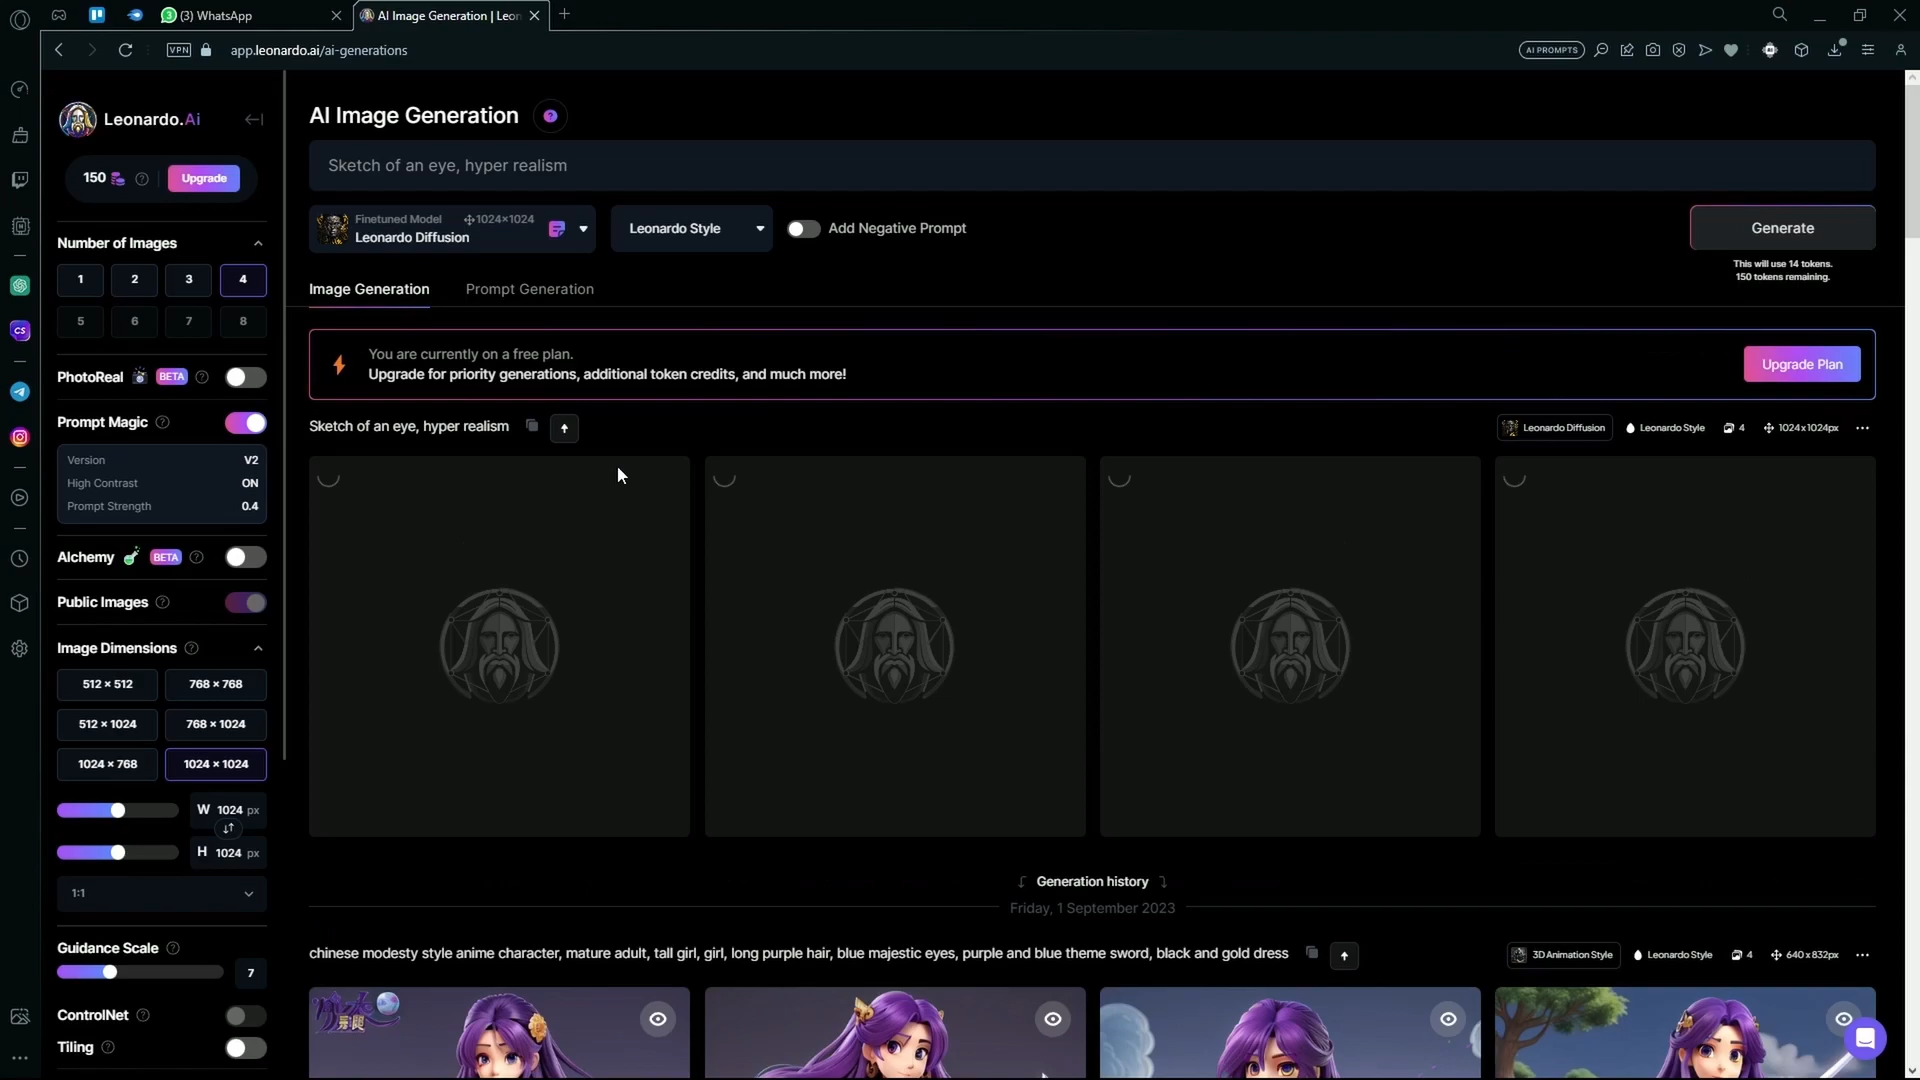 (3) WhatsApp
AI Image Generation | Leon
VPN
app.leonardo.ai/ai-generations
AI PROMPTS
CS
Leonardo.Ai
150
Upgrade
Number of Images
1 2 3 4
5 6 7 8
PhotoReal BETA
Prompt Magic
Version V2
High Contrast ON
Prompt Strength 0.4
Alchemy BETA
Public Images
Image Dimensions
512 × 512 768 × 768
512 × 1024 768 × 1024
1024 × 768 1024 × 1024
W 1024 px
H 1024 px
1:1
Guidance Scale
7
ControlNet
Tiling
AI Image Generation
Sketch of an eye, hyper realism
Finetuned Model 1024×1024
Leonardo Diffusion
Leonardo Style
Add Negative Prompt
Generate
This will use 14 tokens.
150 tokens remaining.
Image Generation
Prompt Generation
You are currently on a free plan.
Upgrade for priority generations, additional token credits, and much more!
Upgrade Plan
Sketch of an eye, hyper realism
Leonardo Diffusion Leonardo Style 4 1024x1024px
Generation history
Friday, 1 September 2023
chinese modesty style anime character, mature adult, tall girl, girl, long purple hair, blue majestic eyes, purple and blue theme sword, black and gold dress
3D Animation Style Leonardo Style 4 640x832px